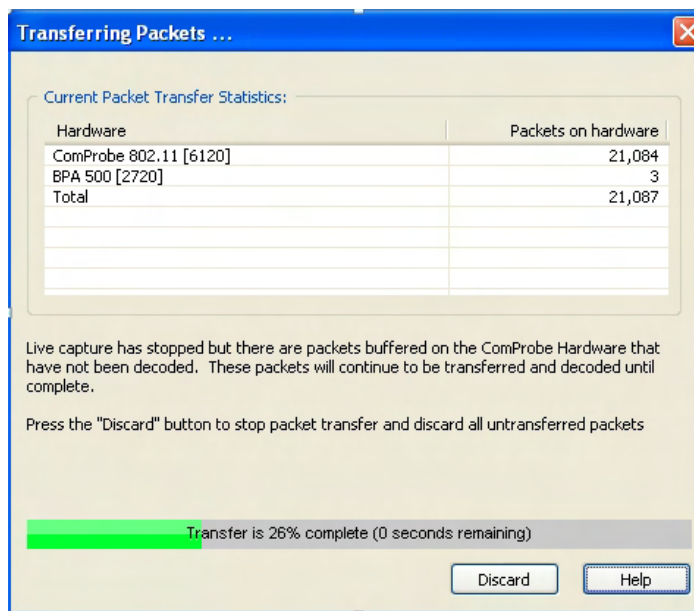 Transferring Packets ...
Current Packet Transfer Statistics:
Hardware Packets on hardware
ComProbe 802.11 [6120] 21,084
BPA 500 [2720] 3
Total 21,087
Live capture has stopped but there are packets buffered on the ComProbe Hardware that
have not been decoded. These packets will continue to be transferred and decoded until
complete.
Press the "Discard" button to stop packet transfer and discard all untransferred packets
Transfer is 26% complete (0 seconds remaining)
Discard Help